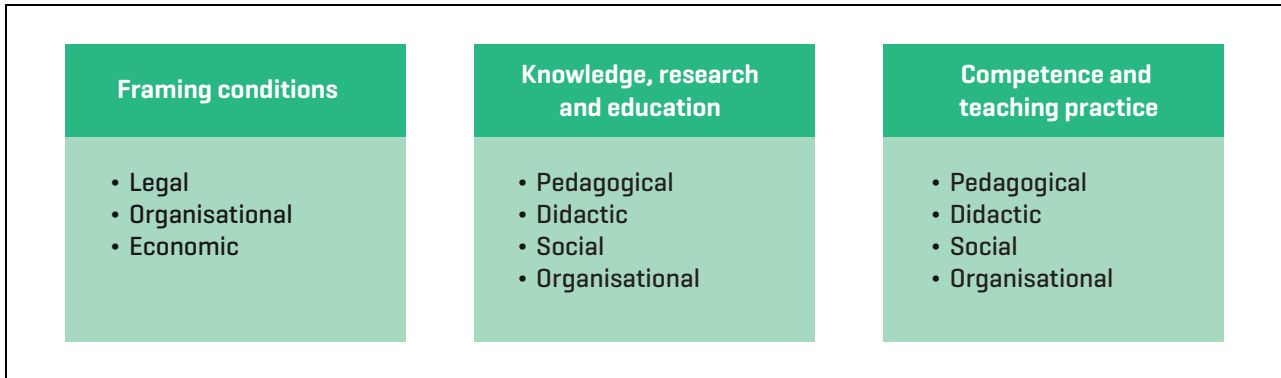 Framing conditions
• Legal
• Organisational
• Economic
Knowledge, research
and education
• Pedagogical
• Didactic
• Social
• Organisational
Competence and
teaching practice
• Pedagogical
• Didactic
• Social
• Organisational